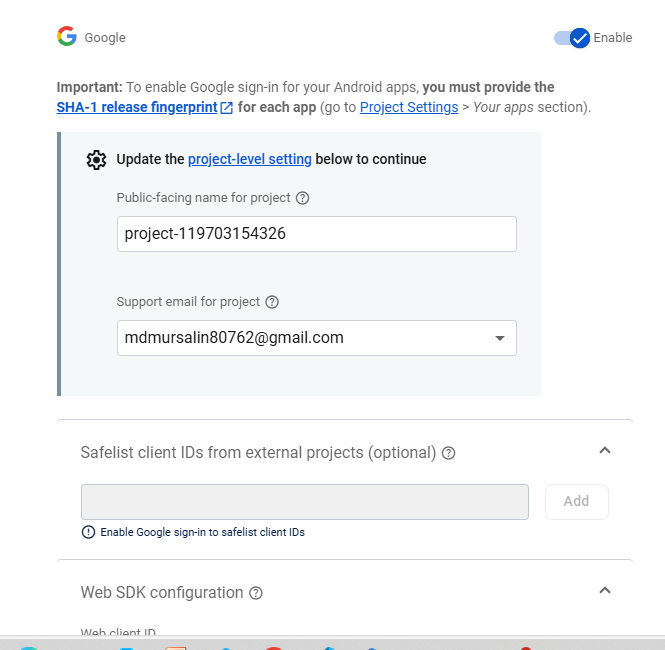 Google
Enable
Important: To enable Google sign-in for your Android apps, you must provide the
SHA-1 release fingerprint for each app (go to Project Settings > Your apps section).
Update the project-level setting below to continue
Public-facing name for project
project-119703154326
Support email for project
mdmursalin80762@gmail.com
Safelist client IDs from external projects (optional)
Add
Enable Google sign-in to safelist client IDs
Web SDK configuration
Web client ID